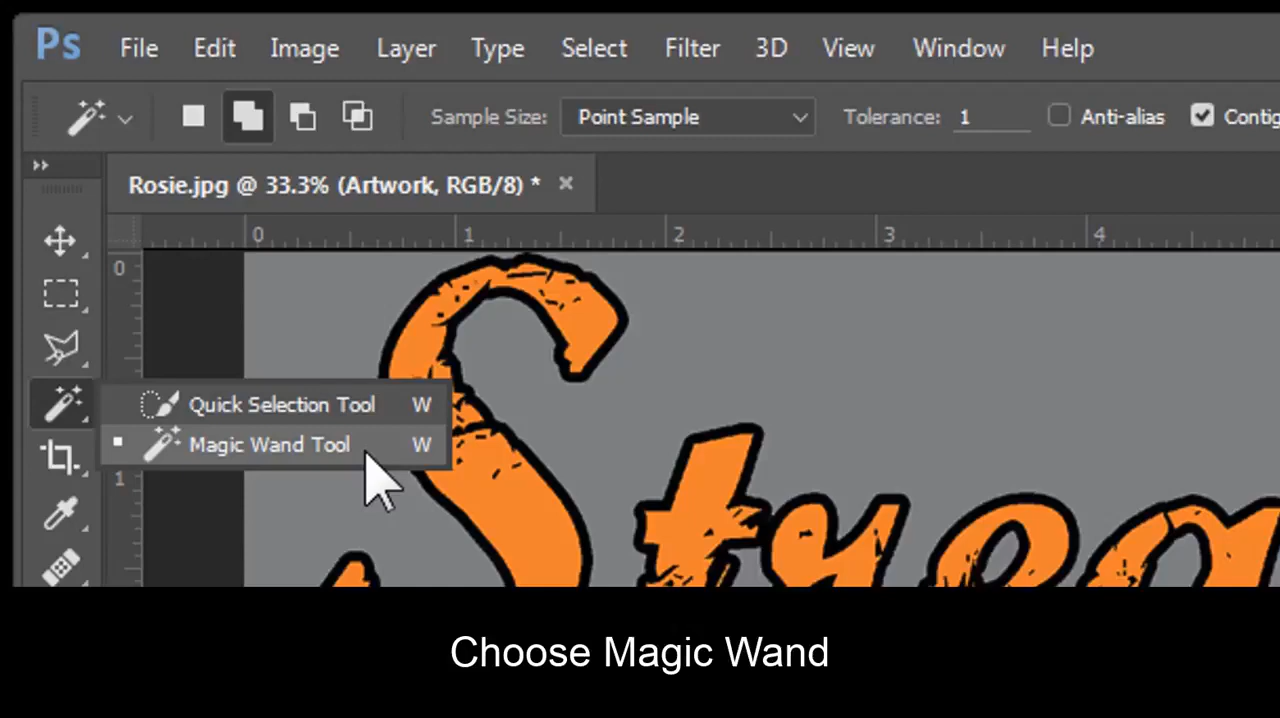 Ps File Edit Image Layer Type Select Filter 3D View Window Help
Sample Size: Point Sample Tolerance: 1 Anti-alias Contig
Rosie.jpg @ 33.3% (Artwork, RGB/8) * ×
0 1 2 3 4
0
Quick Selection Tool W
Magic Wand Tool W
1
Strea
Choose Magic Wand